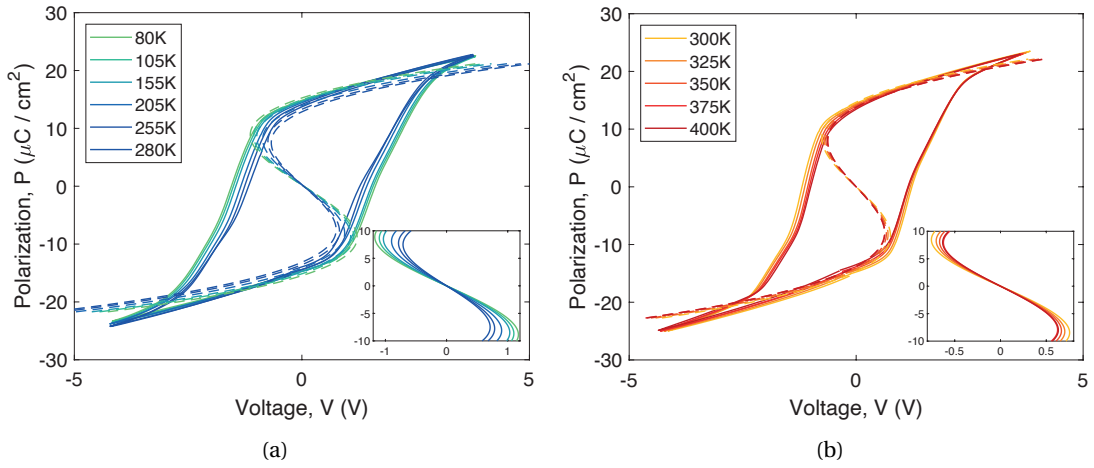 30
20
10
0
-10
-20
-30
Polarization, P (μC / cm²)
80K
105K
155K
205K
255K
280K
10
5
0
-5
-10
-1
0
1
-5
0
5
Voltage, V (V)
(a)
30
20
10
0
-10
-20
-30
Polarization, P (μC / cm²)
300K
325K
350K
375K
400K
10
5
0
-5
-10
-0.5
0
0.5
-5
0
5
Voltage, V (V)
(b)